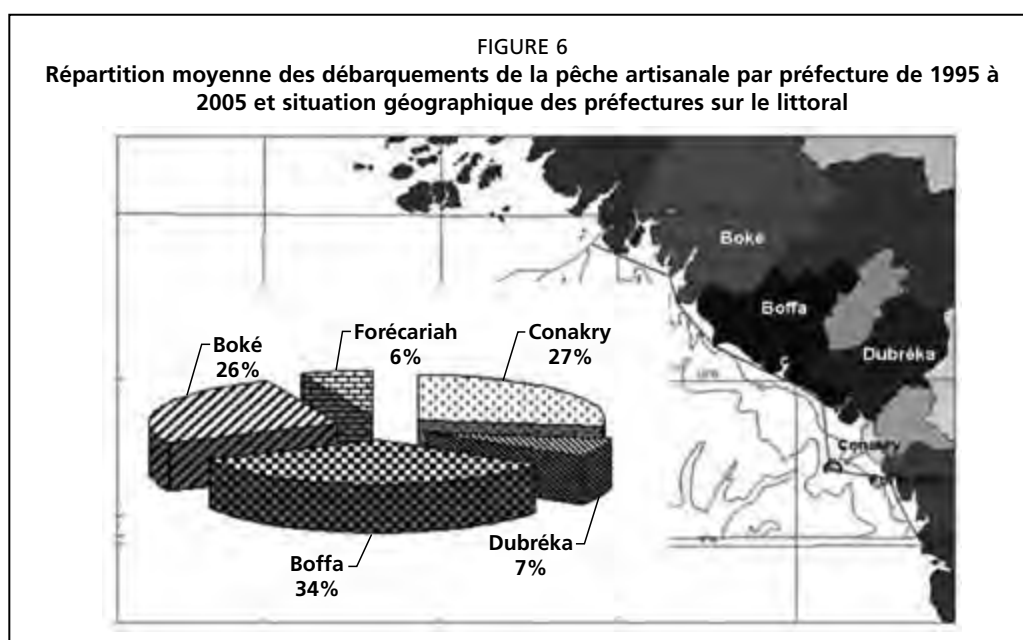 FIGURE 6
Répartition moyenne des débarquements de la pêche artisanale par préfecture de 1995 à
2005 et situation géographique des préfectures sur le littoral
Boké
Boffa
Dubréka
Conakry
Boké
26%
Forécariah
6%
Conakry
27%
Boffa
34%
Dubréka
7%